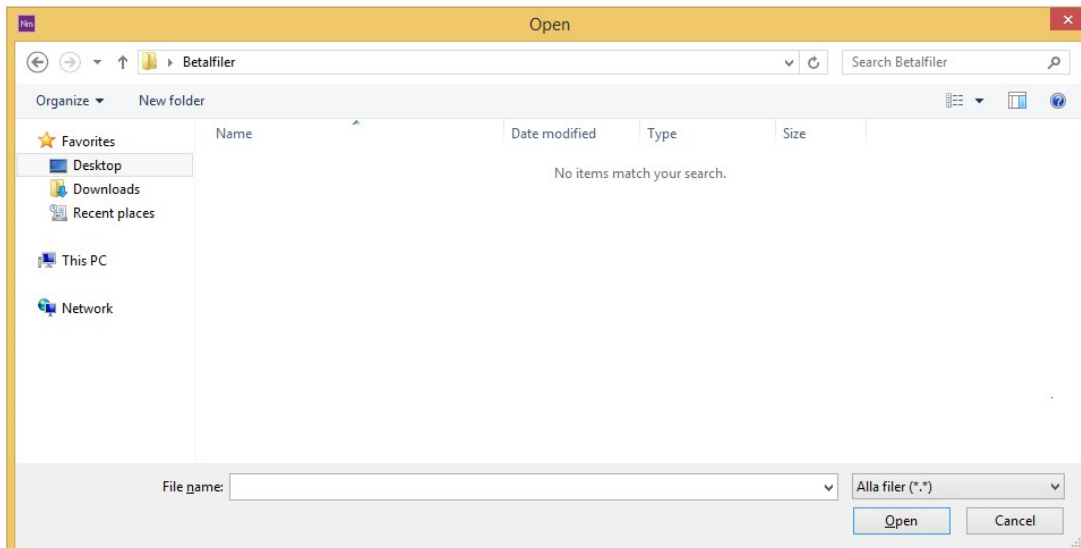 Nm
Open
Betalfiler
Search Betalfiler
Organize
New folder
Favorites
Desktop
Downloads
Recent places
This PC
Network
Name
Date modified
Type
Size
No items match your search.
File name:
Alla filer (*.*)
Open
Cancel